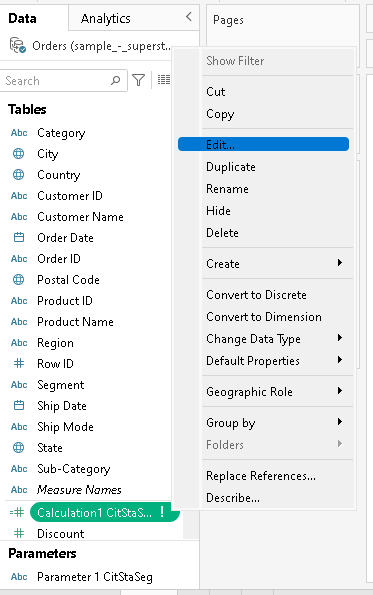 Data
Analytics
Pages
Orders (sample_-_superst...
Search
Tables
Abc Category
City
Country
Abc Customer ID
Abc Customer Name
Order Date
Abc Order ID
Postal Code
Abc Product ID
Abc Product Name
Abc Region
# Row ID
Abc Segment
Ship Date
Abc Ship Mode
State
Abc Sub-Category
Abc Measure Names
=# Calculation1 CitStaS... !
# Discount
Parameters
Abc Parameter 1 CitStaSeg
Show Filter
Cut
Copy
Edit...
Duplicate
Rename
Hide
Delete
Create
Convert to Discrete
Convert to Dimension
Change Data Type
Default Properties
Geographic Role
Group by
Folders
Replace References...
Describe...